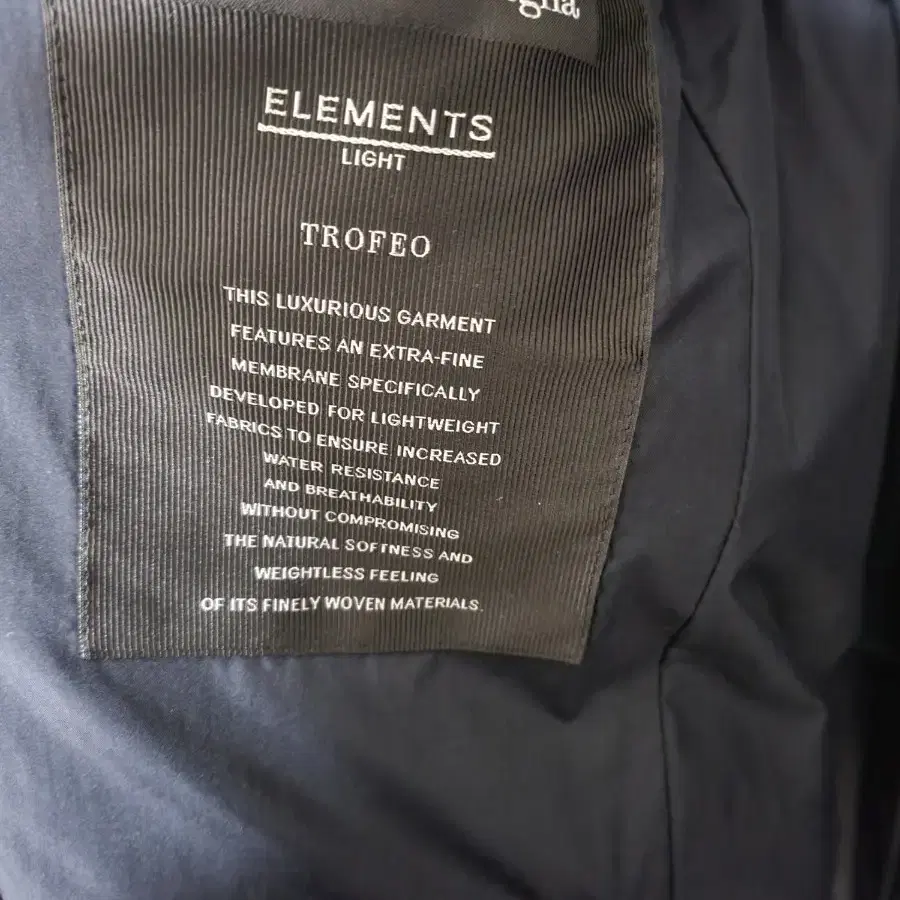 ELEMENTS
LIGHT
TROFEO
THIS LUXURIOUS GARMENT
FEATURES AN EXTRA-FINE
MEMBRANE SPECIFICALLY
DEVELOPED FOR LIGHTWEIGHT
FABRICS TO ENSURE INCREASED
WATER RESISTANCE
AND BREATHABILITY
WITHOUT COMPROMISING
THE NATURAL SOFTNESS AND
WEIGHTLESS FEELING
OF ITS FINELY WOVEN MATERIALS.